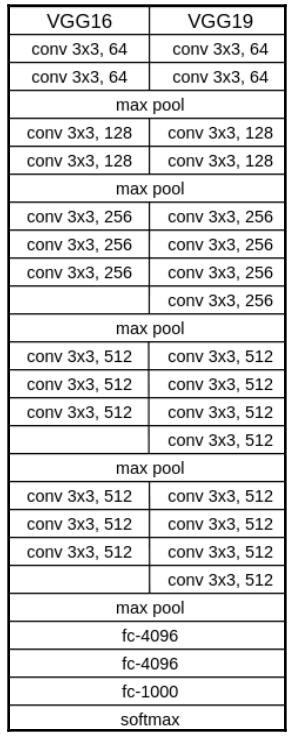 VGG16 VGG19
conv 3x3, 64 conv 3x3, 64
conv 3x3, 64 conv 3x3, 64
max pool
conv 3x3, 128 conv 3x3, 128
conv 3x3, 128 conv 3x3, 128
max pool
conv 3x3, 256 conv 3x3, 256
conv 3x3, 256 conv 3x3, 256
conv 3x3, 256 conv 3x3, 256
conv 3x3, 256
max pool
conv 3x3, 512 conv 3x3, 512
conv 3x3, 512 conv 3x3, 512
conv 3x3, 512 conv 3x3, 512
conv 3x3, 512
max pool
conv 3x3, 512 conv 3x3, 512
conv 3x3, 512 conv 3x3, 512
conv 3x3, 512 conv 3x3, 512
conv 3x3, 512
max pool
fc-4096
fc-4096
fc-1000
softmax